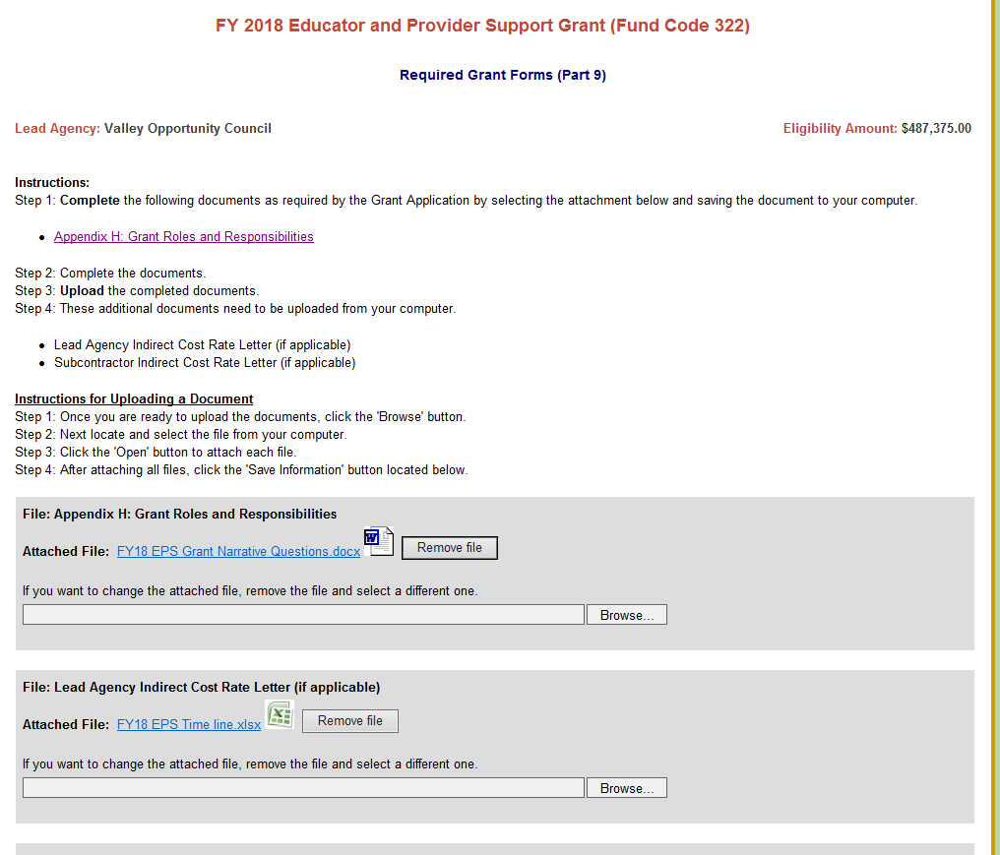 FY 2018 Educator and Provider Support Grant (Fund Code 322)
Required Grant Forms (Part 9)
Lead Agency: Valley Opportunity Council
Eligibility Amount: $487,375.00
Instructions:
Step 1: Complete the following documents as required by the Grant Application by selecting the attachment below and saving the document to your computer.
• Appendix H: Grant Roles and Responsibilities
Step 2: Complete the documents.
Step 3: Upload the completed documents.
Step 4: These additional documents need to be uploaded from your computer.
• Lead Agency Indirect Cost Rate Letter (if applicable)
• Subcontractor Indirect Cost Rate Letter (if applicable)
Instructions for Uploading a Document
Step 1: Once you are ready to upload the documents, click the 'Browse' button.
Step 2: Next locate and select the file from your computer.
Step 3: Click the 'Open' button to attach each file.
Step 4: After attaching all files, click the 'Save Information' button located below.
File: Appendix H: Grant Roles and Responsibilities
Attached File: FY18 EPS Grant Narrative Questions.docx W Remove file
If you want to change the attached file, remove the file and select a different one.
Browse...
File: Lead Agency Indirect Cost Rate Letter (if applicable)
Attached File: FY18 EPS Time line.xlsx X Remove file
If you want to change the attached file, remove the file and select a different one.
Browse...